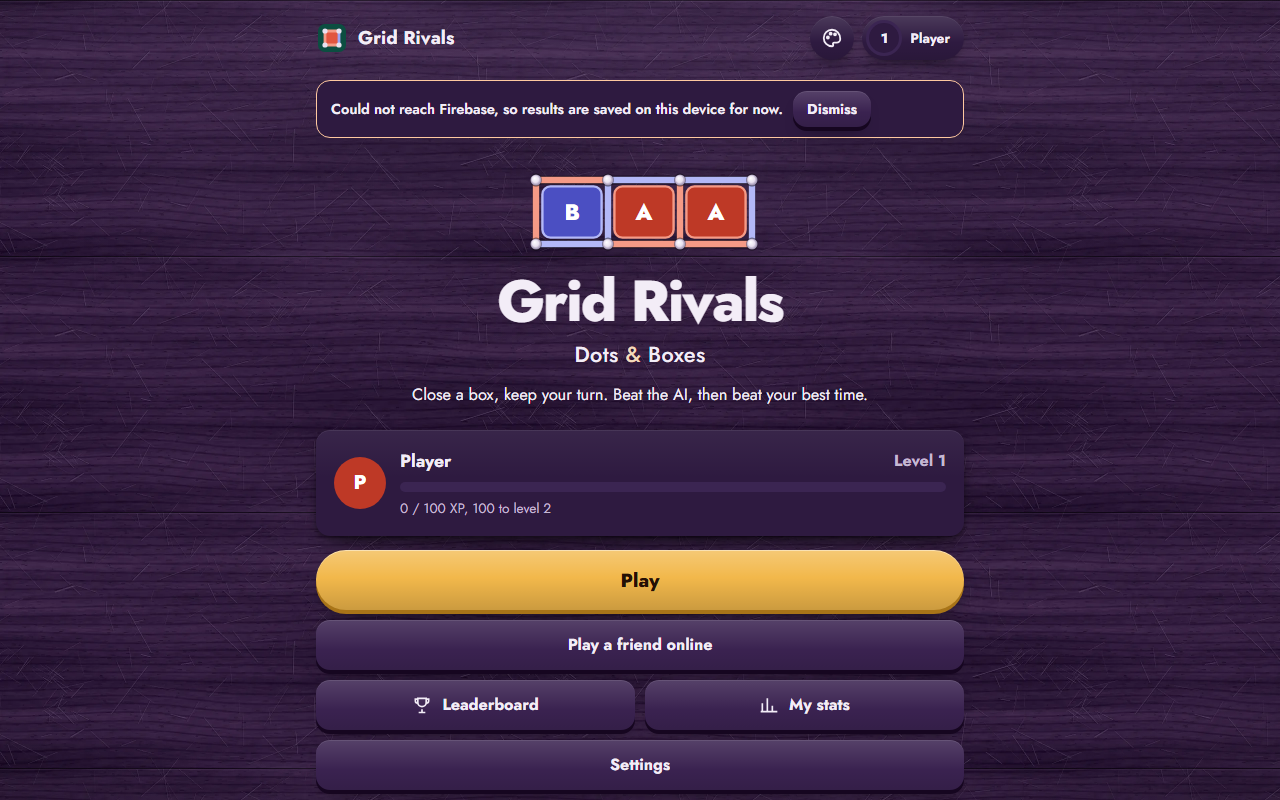 Grid Rivals
1 Player
Could not reach Firebase, so results are saved on this device for now. Dismiss
B A A
Grid Rivals
Dots & Boxes
Close a box, keep your turn. Beat the AI, then beat your best time.
P
Player Level 1
0 / 100 XP, 100 to level 2
Play
Play a friend online
Leaderboard My stats
Settings